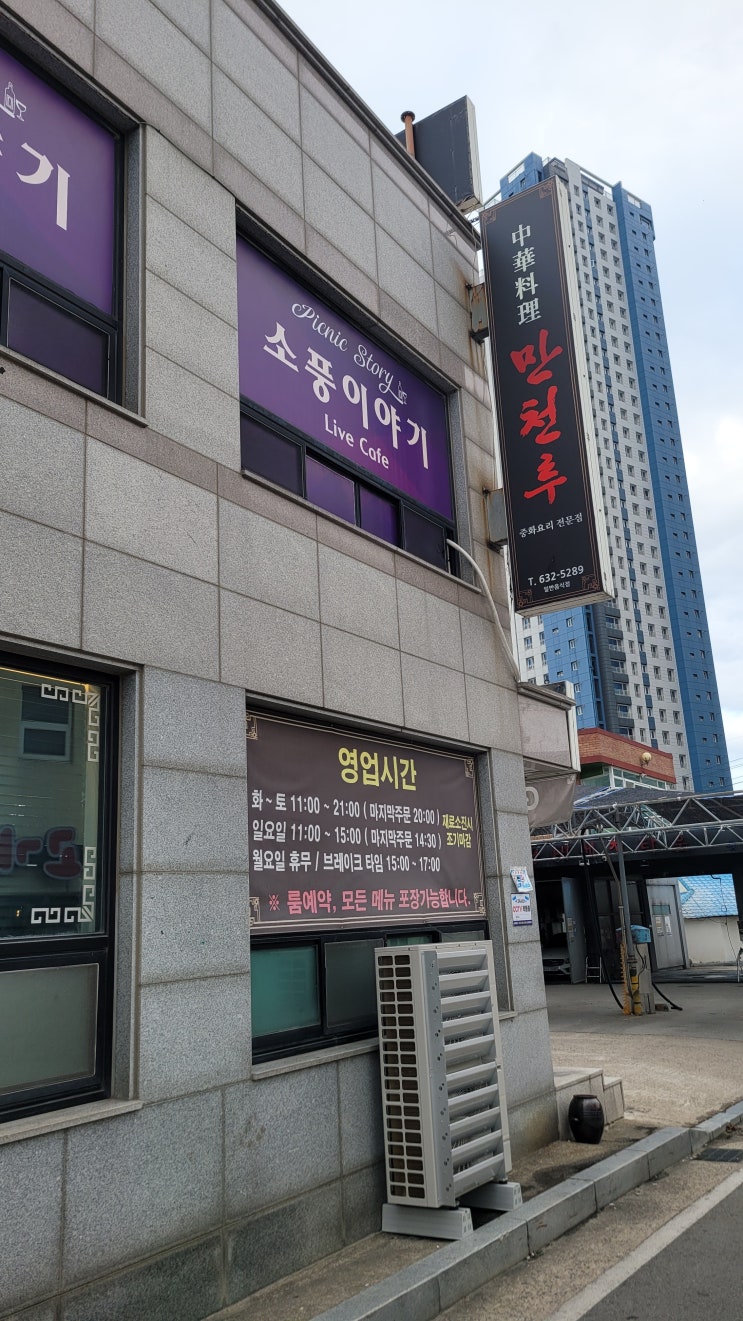 기
Picnic Story
소풍이야기
Live Cafe
中華料理
만천루
중화요리 전문점
T. 632-5289
일반음식점
영업시간
화 ~ 토 11:00 ~ 21:00 ( 마지막주문 20:00 )
일요일 11:00 ~ 15:00 ( 마지막주문 14:30 )
재료소진시
조기마감
월요일 휴무 / 브레이크 타임 15:00 ~ 17:00
※ 룸예약, 모든 메뉴 포장가능합니다.
CCTV